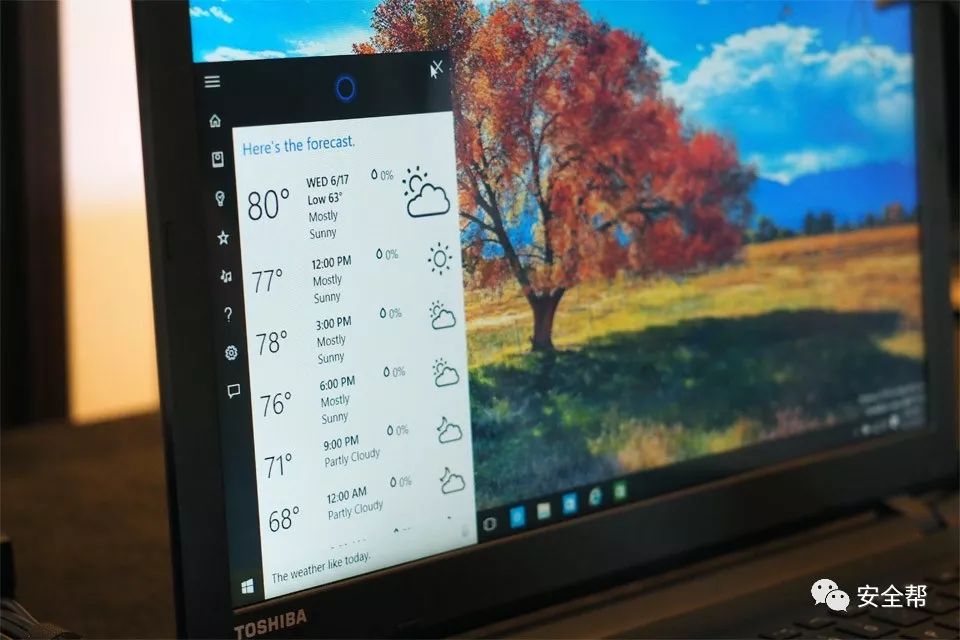 Here's the forecast.
80°
WED 6/17
Low 63°
Mostly
Sunny
0%
77°
12:00 PM
Mostly
Sunny
0%
78°
3:00 PM
Mostly
Sunny
0%
76°
6:00 PM
Mostly
Sunny
0%
71°
9:00 PM
Partly Cloudy
0%
68°
12:00 AM
Partly Cloudy
0%
The weather like today.
TOSHIBA
安全帮